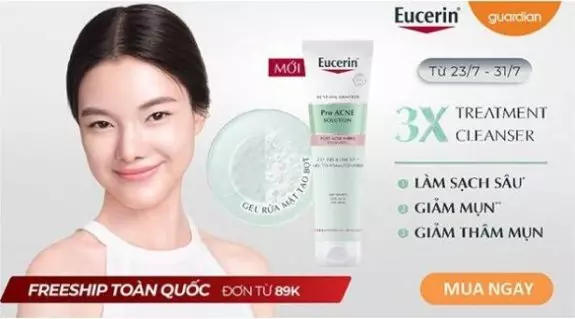 Eucerin
guardian
Từ 23/7 - 31/7
MỚI
Eucerin
Pro ACNE
SOLUTION
GEL RỬA MẶT TẠO BỌT
3X TREATMENT
CLEANSER
1 LÀM SẠCH SÂU*
2 GIẢM MỤN**
3 GIẢM THÂM MỤN
FREESHIP TOÀN QUỐC ĐƠN TỪ 89K
MUA NGAY